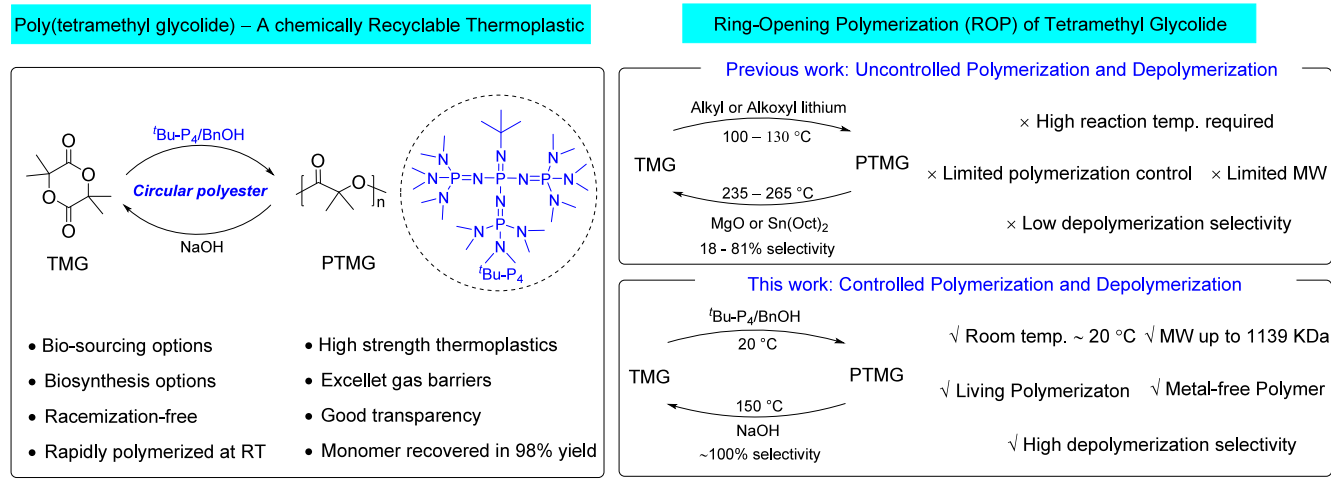 Poly(tetramethyl glycolide) – A chemically Recyclable Thermoplastic
ᵗBu-P₄/BnOH
Circular polyester
NaOH
TMG
O
O
O
O
PTMG
O
O
n
N
N
N
N
P
N
P
N
P
N
N
N
N
N
P
N
N
N
ᵗBu-P₄
• Bio-sourcing options
• Biosynthesis options
• Racemization-free
• Rapidly polymerized at RT
• High strength thermoplastics
• Excellet gas barriers
• Good transparency
• Monomer recovered in 98% yield
Ring-Opening Polymerization (ROP) of Tetramethyl Glycolide
Previous work: Uncontrolled Polymerization and Depolymerization
Alkyl or Alkoxyl lithium
100 – 130 °C
TMG
PTMG
235 – 265 °C
MgO or Sn(Oct)₂
18 - 81% selectivity
× High reaction temp. required
× Limited polymerization control × Limited MW
× Low depolymerization selectivity
This work: Controlled Polymerization and Depolymerization
ᵗBu-P₄/BnOH
20 °C
TMG
PTMG
150 °C
NaOH
~100% selectivity
√ Room temp. ~ 20 °C √ MW up to 1139 KDa
√ Living Polymerizaton √ Metal-free Polymer
√ High depolymerization selectivity